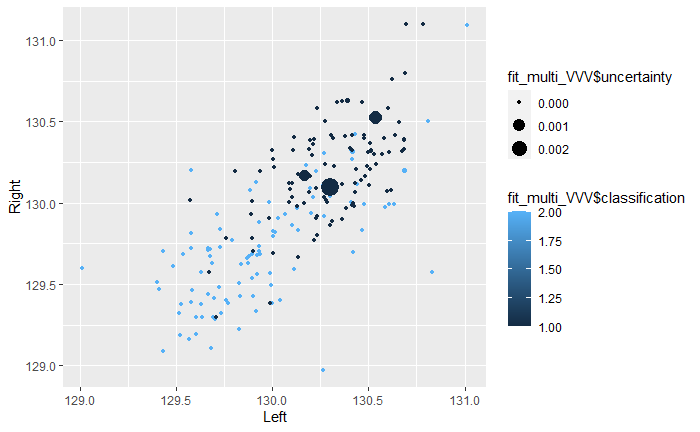 131.0
130.5
130.0
129.5
129.0
Right
129.0 129.5 130.0 130.5 131.0
Left
fit_multi_VVV$uncertainty
0.000
0.001
0.002
fit_multi_VVV$classification
2.00
1.75
1.50
1.25
1.00